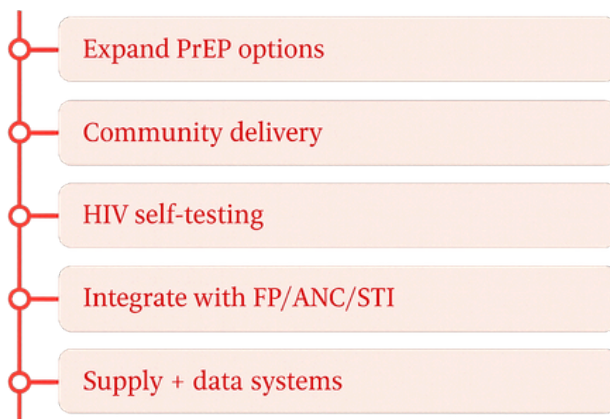 Expand PrEP options
Community delivery
HIV self-testing
Integrate with FP/ANC/STI
Supply + data systems